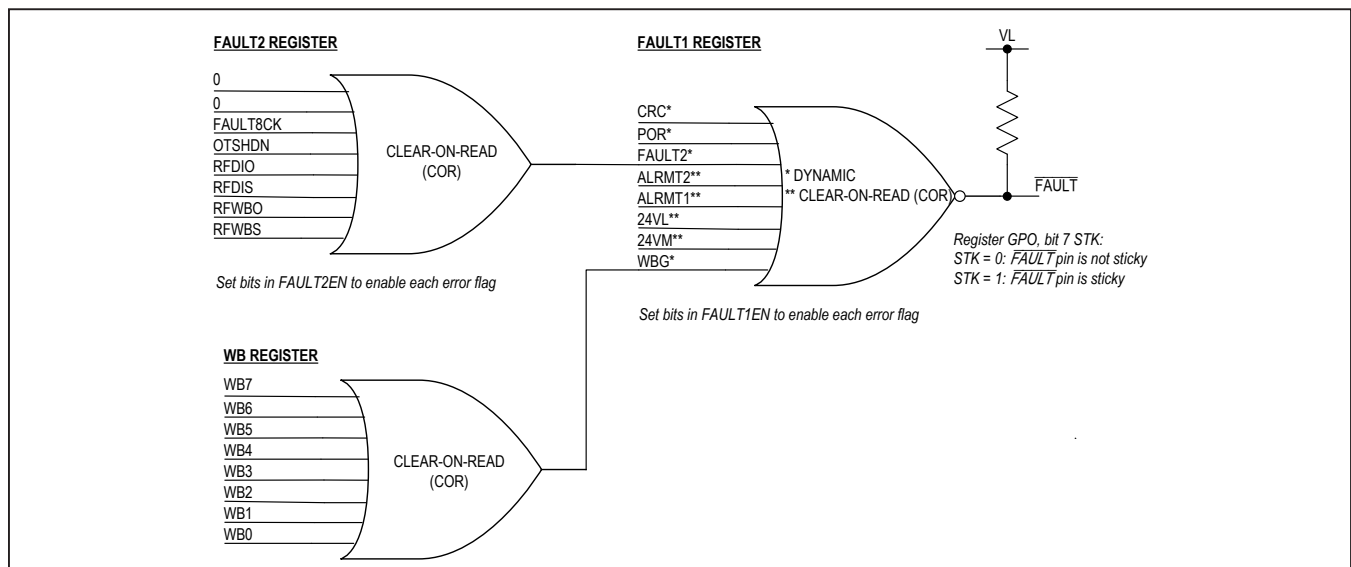 FAULT2 REGISTER
0
0
FAULT8CK
OTSHDN
RFDIO
RFDIS
RFWBO
RFWBS
CLEAR-ON-READ
(COR)
Set bits in FAULT2EN to enable each error flag
FAULT1 REGISTER
CRC*
POR*
FAULT2*
ALRMT2**
ALRMT1**
24VL**
24VM**
WBG*
* DYNAMIC
** CLEAR-ON-READ (COR)
Set bits in FAULT1EN to enable each error flag
VL
FAULT
Register GPO, bit 7 STK:
STK = 0: FAULT pin is not sticky
STK = 1: FAULT pin is sticky
WB REGISTER
WB7
WB6
WB5
WB4
WB3
WB2
WB1
WB0
CLEAR-ON-READ
(COR)